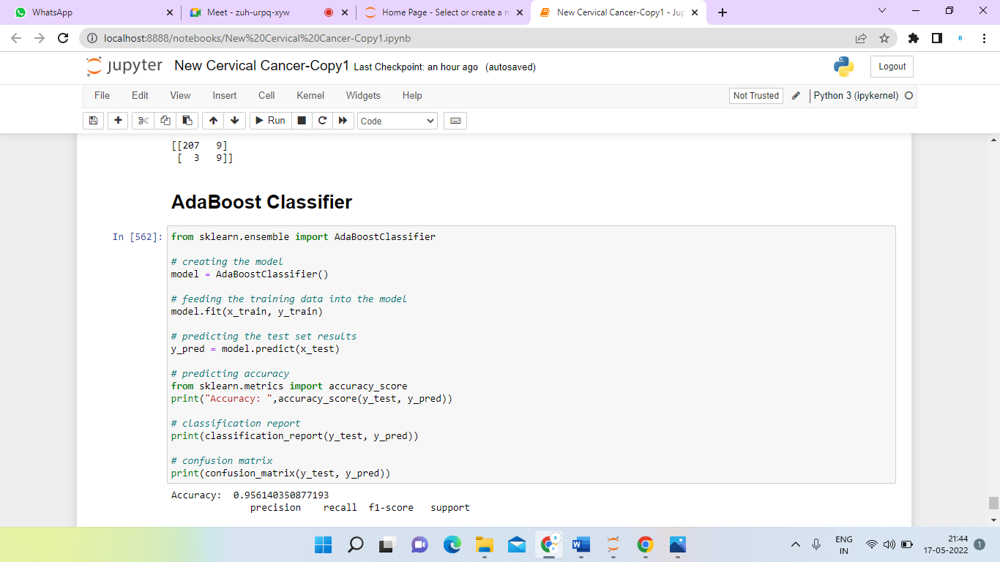 WhatsApp
Meet - zuh-urpq-xyw
Home Page - Select or create a n
New Cervical Cancer-Copy1 - Jup
localhost:8888/notebooks/New%20Cervical%20Cancer-Copy1.ipynb
B
jupyter New Cervical Cancer-Copy1 Last Checkpoint: an hour ago (autosaved)
Logout
File Edit View Insert Cell Kernel Widgets Help
Not Trusted
Python 3 (ipykernel)
Run
Code
[[207   9]
 [  3   9]]
AdaBoost Classifier
In [562]:
from sklearn.ensemble import AdaBoostClassifier
# creating the model
model = AdaBoostClassifier()
# feeding the training data into the model
model.fit(x_train, y_train)
# predicting the test set results
y_pred = model.predict(x_test)
# predicting accuracy
from sklearn.metrics import accuracy_score
print("Accuracy: ",accuracy_score(y_test, y_pred))
# classification report
print(classification_report(y_test, y_pred))
# confusion matrix
print(confusion_matrix(y_test, y_pred))
Accuracy:  0.956140350877193
precision    recall  f1-score   support
ENG
IN
21:44
17-05-2022
1